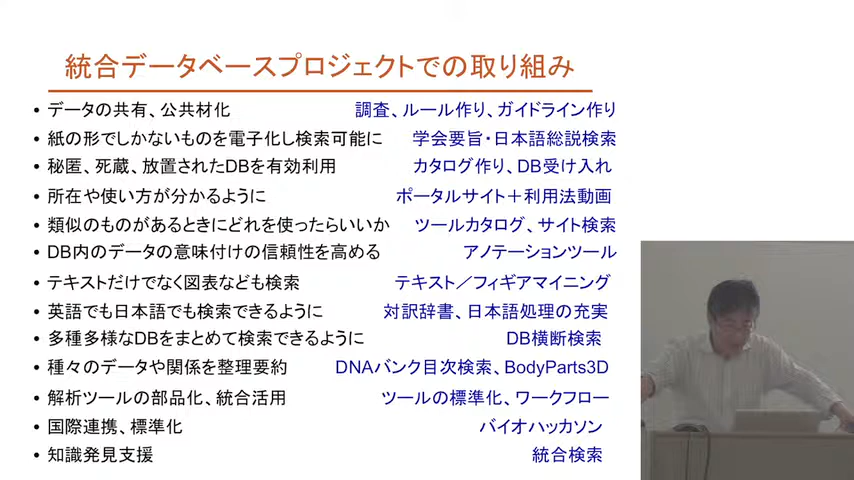 統合データベースプロジェクトでの取り組み
• データの共有、公共材化 調査、ルール作り、ガイドライン作り
• 紙の形でしかないものを電子化し検索可能に 学会要旨・日本語総説検索
• 秘匿、死蔵、放置されたDBを有効利用 カタログ作り、DB受け入れ
• 所在や使い方が分かるように ポータルサイト＋利用法動画
• 類似のものがあるときにどれを使ったらいいか ツールカタログ、サイト検索
• DB内のデータの意味付けの信頼性を高める アノテーションツール
• テキストだけでなく図表なども検索 テキスト／フィギアマイニング
• 英語でも日本語でも検索できるように 対訳辞書、日本語処理の充実
• 多種多様なDBをまとめて検索できるように DB横断検索
• 種々のデータや関係を整理要約 DNAバンク目次検索、BodyParts3D
• 解析ツールの部品化、統合活用 ツールの標準化、ワークフロー
• 国際連携、標準化 バイオハッカソン
• 知識発見支援 統合検索